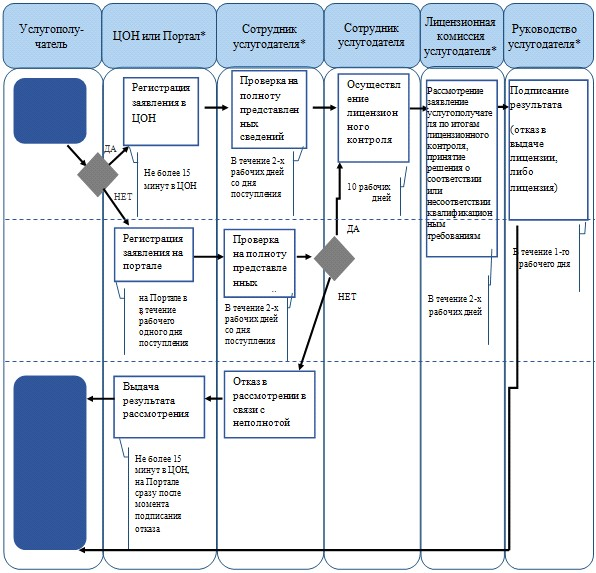 Услугополу-
чатель
ЦОН или Портал*
Сотрудник
услугодателя*
Сотрудник
услугодателя
Лицензионная
комиссия
услугодателя*
Руководство
услугодателя*
Регистрация
заявления в
ЦОН
Проверка на
полноту
представлен
ных
сведений
Осуществ
ление
лицензион
ного
контроля
Рассмотрение
заявление
услугополучате
ля по итогам
лицензионного
контроля,
принятие
решения о
соответствии
или
несоответствии
квалификацион
ным
требованиям
Подписание
результата
(отказ в
выдаче
лицензии,
либо
лицензия)
ДА
НЕТ
Не более 15
минут в ЦОН
В течение 2-х
рабочих дней
со дня
поступления
10 рабочих
дней
Регистрация
заявления на
портале
Проверка
на полноту
представле
нных
ДА
НЕТ
В течение 1-го
рабочего дня
на Портале в
в течение
рабочего
одного дня
поступления
В течение 2-х
рабочих дней
со дня
поступления
В течение 2-х
рабочих дней
Выдача
результата
рассмотрения
Отказ в
рассмотрении в
связи с
неполнотой
Не более 15
минут в ЦОН,
на Портале
сразу после
момента
подписания
отказа